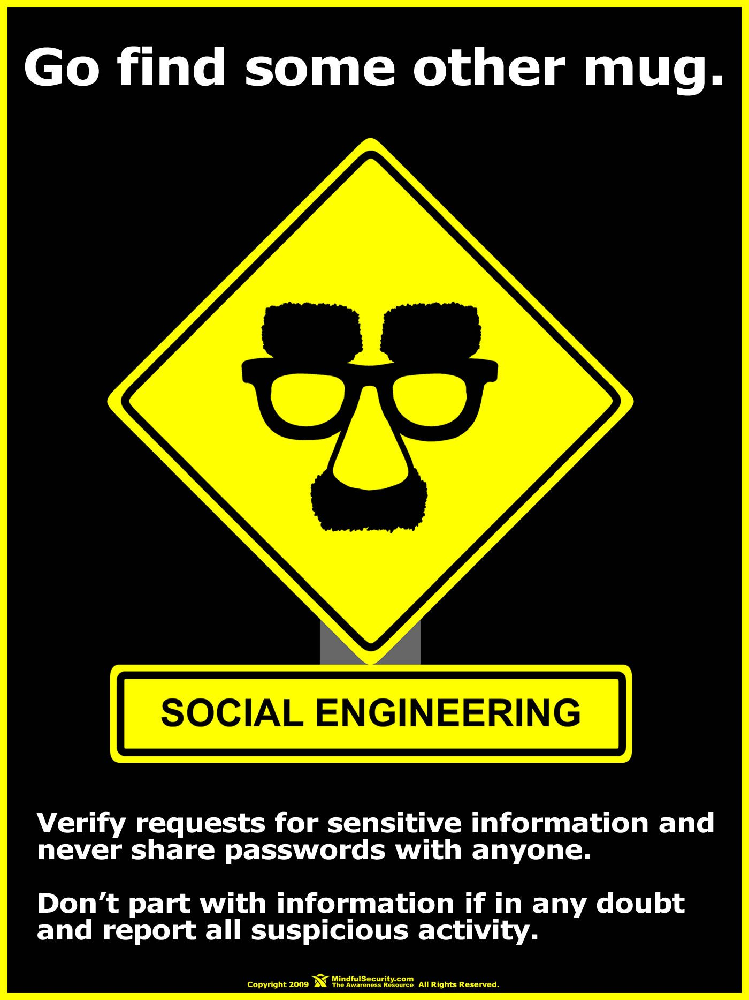 Go find some other mug.
SOCIAL ENGINEERING
Verify requests for sensitive information and
never share passwords with anyone.
Don’t part with information if in any doubt
and report all suspicious activity.
Copyright 2009 MindfulSecurity.com The Awareness Resource All Rights Reserved.